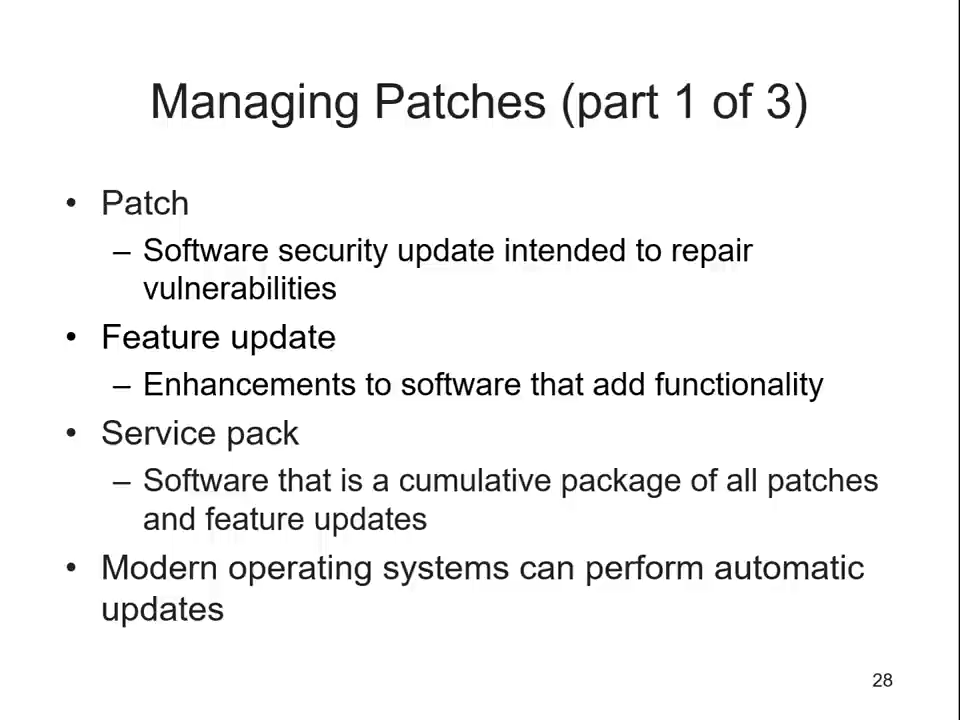 Managing Patches (part 1 of 3)
• Patch
– Software security update intended to repair
vulnerabilities
• Feature update
– Enhancements to software that add functionality
• Service pack
– Software that is a cumulative package of all patches
and feature updates
• Modern operating systems can perform automatic
updates
28